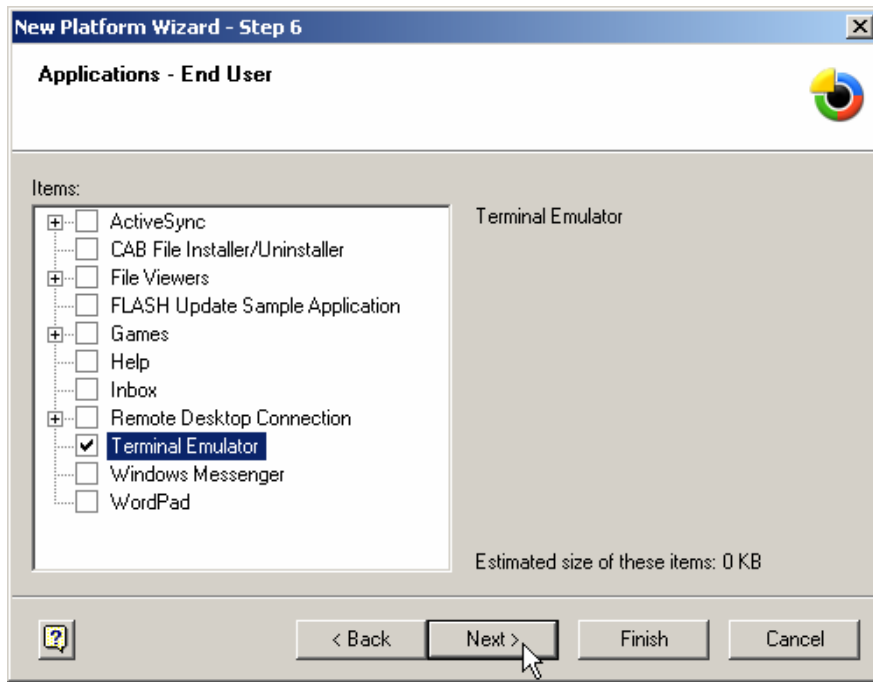 New Platform Wizard - Step 6
Applications - End User
Items:
ActiveSync
CAB File Installer/Uninstaller
File Viewers
FLASH Update Sample Application
Games
Help
Inbox
Remote Desktop Connection
Terminal Emulator
Windows Messenger
WordPad
Terminal Emulator
Estimated size of these items: 0 KB
< Back
Next >
Finish
Cancel